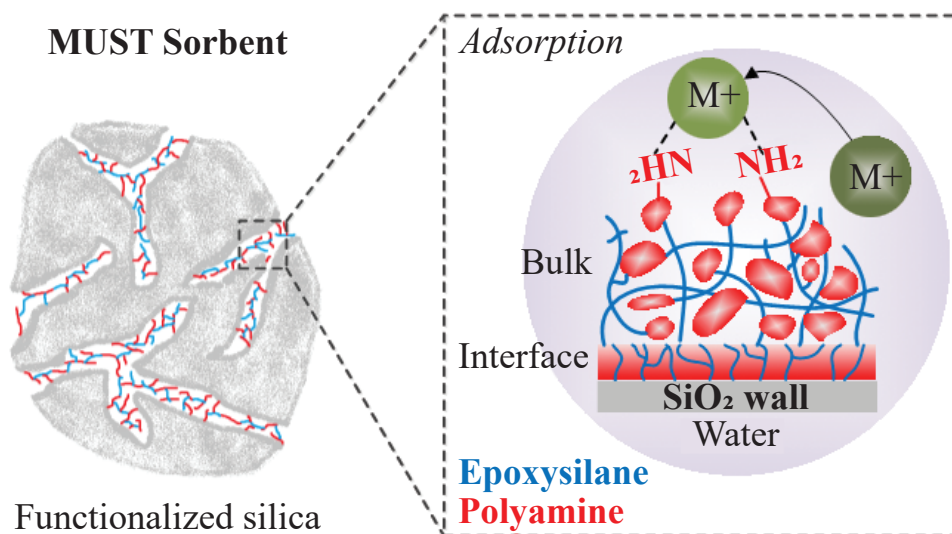 MUST Sorbent
Functionalized silica
Adsorption
M+
M+
₂HN
NH₂
Bulk
Interface
SiO₂ wall
Water
Epoxysilane
Polyamine